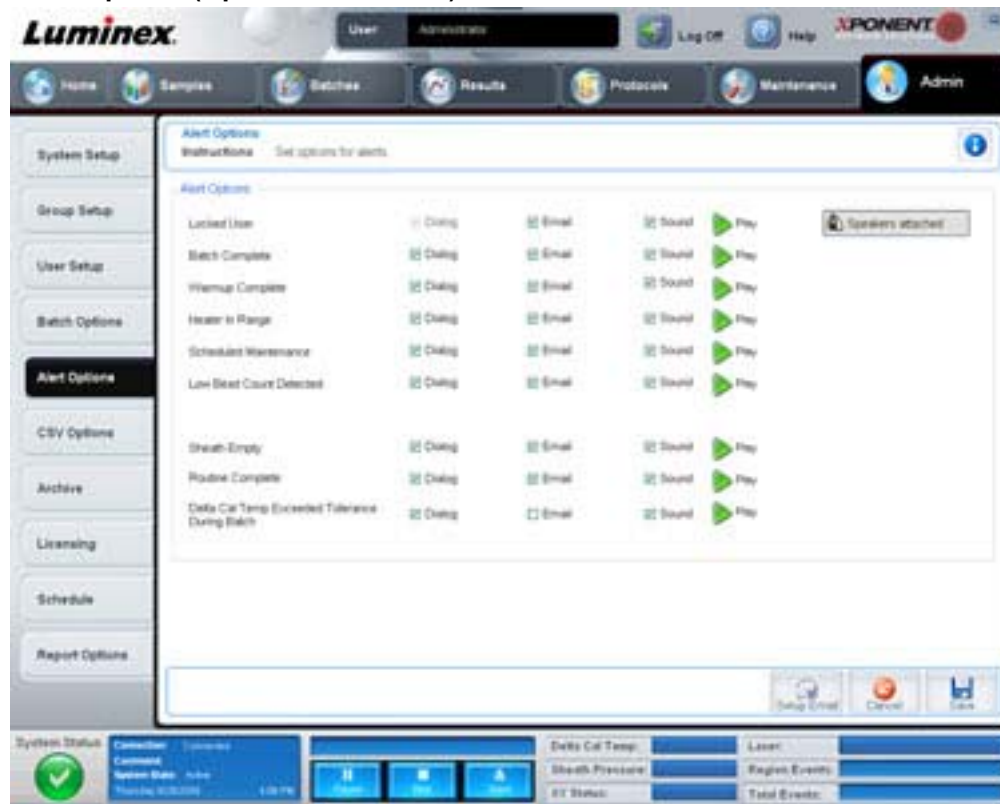 Luminex
User Administrator Log Off Help XPONENT
Home Samples Batches Results Protocols Maintenance Admin
System Setup
Group Setup
User Setup
Batch Options
Alert Options
CSV Options
Archive
Licensing
Schedule
Report Options
Alert Options
Instructions Set options for alerts.
Alert Options
Locked User Dialog Email Sound Play Speakers attached
Batch Complete Dialog Email Sound Play
Warmup Complete Dialog Email Sound Play
Heater In Range Dialog Email Sound Play
Scheduled Maintenance Dialog Email Sound Play
Low Bead Count Detected Dialog Email Sound Play
Sheath Empty Dialog Email Sound Play
Routine Complete Dialog Email Sound Play
Delta Cal Temp Exceeded Tolerance
During Batch Dialog Email Sound Play
Setup Email Cancel Save
System Status
Connection Connected
Command
System State Active
Delta Cal Temp: Laser:
Sheath Pressure: Region Events:
XY Status: Total Events: